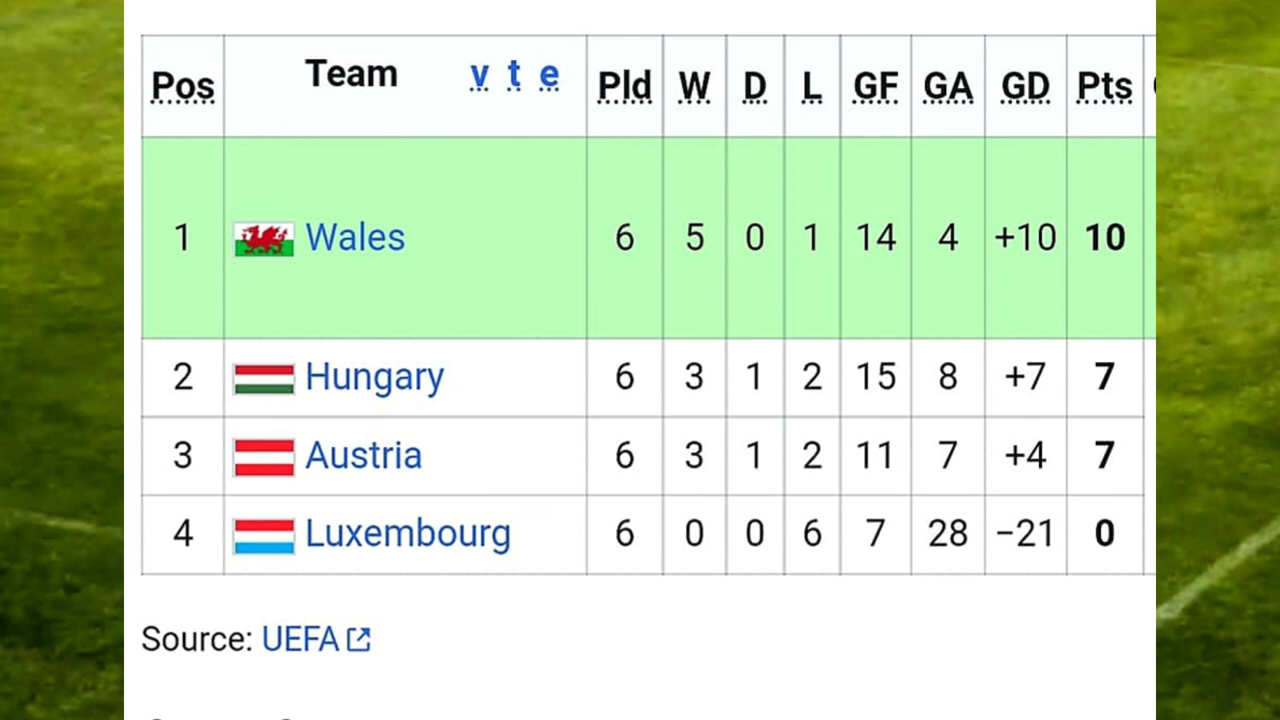 Pos Team v t e Pld W D L GF GA GD Pts
1 Wales 6 5 0 1 14 4 +10 10
2 Hungary 6 3 1 2 15 8 +7 7
3 Austria 6 3 1 2 11 7 +4 7
4 Luxembourg 6 0 0 6 7 28 −21 0
Source: UEFA